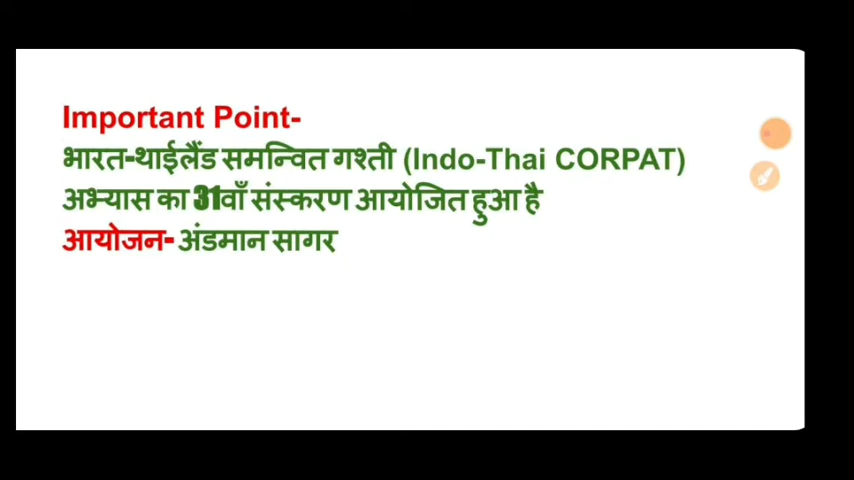 Important Point-
भारत-थाईलैंड समन्वित गश्ती (Indo-Thai CORPAT)
अभ्यास का 31वाँ संस्करण आयोजित हुआ है
आयोजन- अंडमान सागर